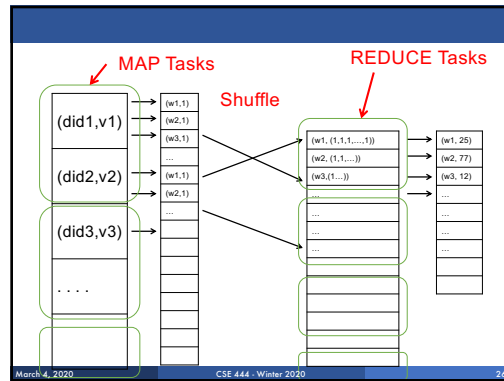 MAP Tasks
REDUCE Tasks
Shuffle
(did1,v1)
(did2,v2)
(did3,v3)
. . . .
(w1,1)
(w2,1)
(w3,1)
…
(w1,1)
(w2,1)
…
(w1, (1,1,1,…,1))
(w2, (1,1,…))
(w3,(1…))
…
…
…
…
…
(w1, 25)
(w2, 77)
(w3, 12)
…
…
…
…
March 4, 2020
CSE 444 - Winter 2020
26